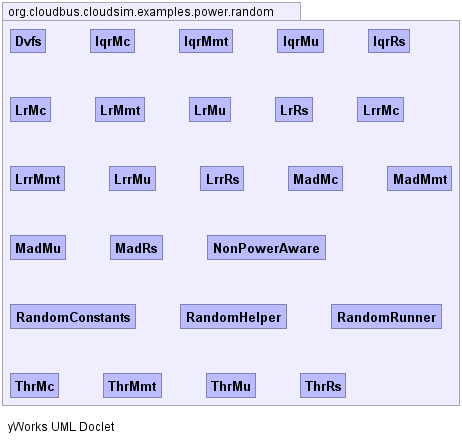 org.cloudbus.cloudsim.examples.power.random
Dvfs IqrMc IqrMmt IqrMu IqrRs
LrMc LrMmt LrMu LrRs LrrMc
LrrMmt LrrMu LrrRs MadMc MadMmt
MadMu MadRs NonPowerAware
RandomConstants RandomHelper RandomRunner
ThrMc ThrMmt ThrMu ThrRs
yWorks UML Doclet